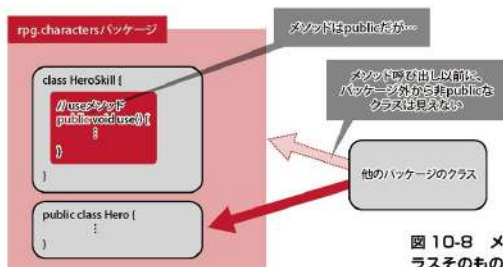 rpg.charactersパッケージ
メソッドはpublicだが…
class HeroSkill {
// useメソッド
public void use() {
⋮
}
}
メソッド呼び出し以前に、
パッケージ外から非publicな
クラスは見えない
他のパッケージのクラス
public class Hero {
⋮
}
図 10-8 メ
ラスそのもの